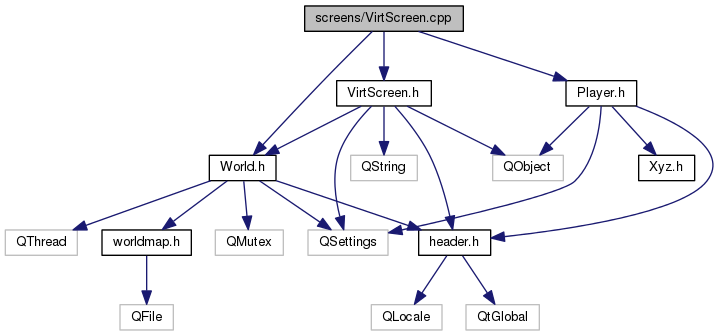 screens/VirtScreen.cpp
VirtScreen.h
Player.h
World.h
QString
QObject
Xyz.h
QThread
worldmap.h
QMutex
QSettings
header.h
QFile
QLocale
QtGlobal